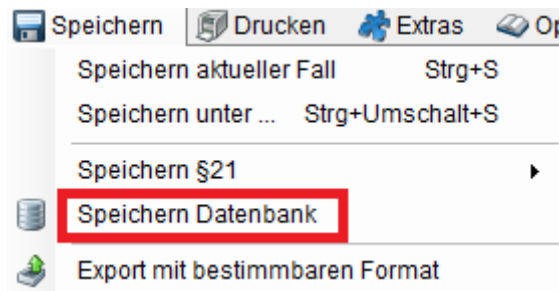 Speichern Drucken Extras Op
Speichern aktueller Fall Strg+S
Speichern unter ... Strg+Umschalt+S
Speichern §21
Speichern Datenbank
Export mit bestimmbaren Format